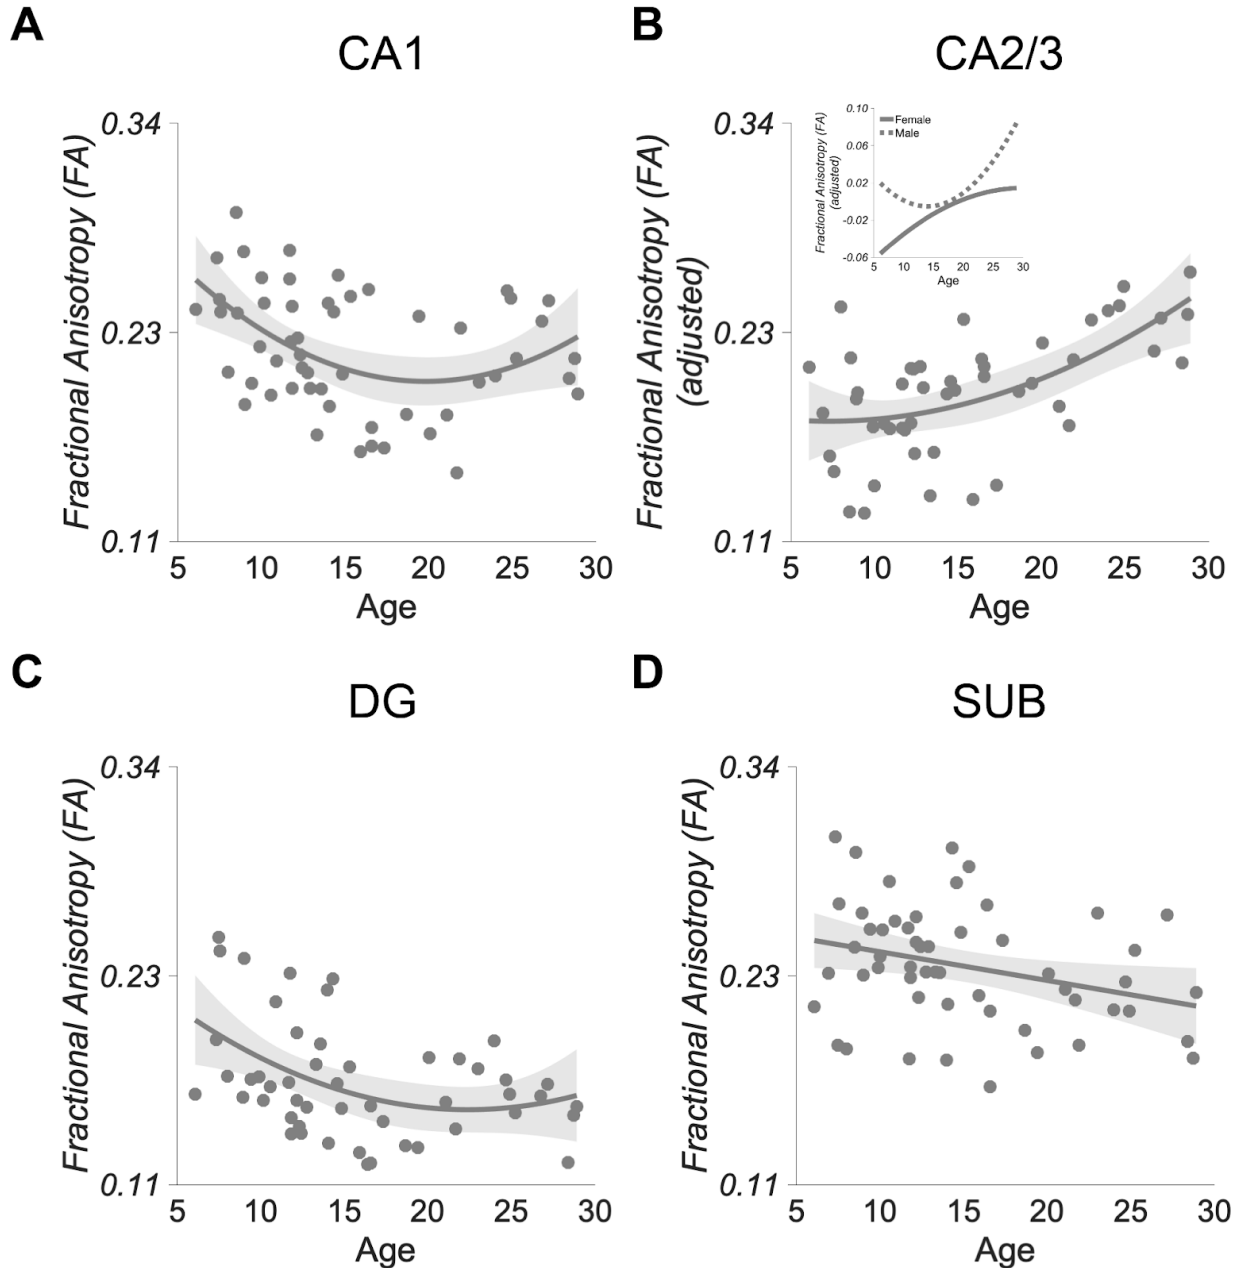 A
CA1
Fractional Anisotropy (FA)
0.34
0.23
0.11
5 10 15 20 25 30
Age
B
CA2/3
Fractional Anisotropy (FA)
(adjusted)
0.34
0.23
0.11
5 10 15 20 25 30
Age
Fractional Anisotropy (FA)
(adjusted)
0.10
0.06
0.02
-0.02
-0.06
Female
Male
5 10 15 20 25 30
Age
C
DG
Fractional Anisotropy (FA)
0.34
0.23
0.11
5 10 15 20 25 30
Age
D
SUB
Fractional Anisotropy (FA)
0.34
0.23
0.11
5 10 15 20 25 30
Age